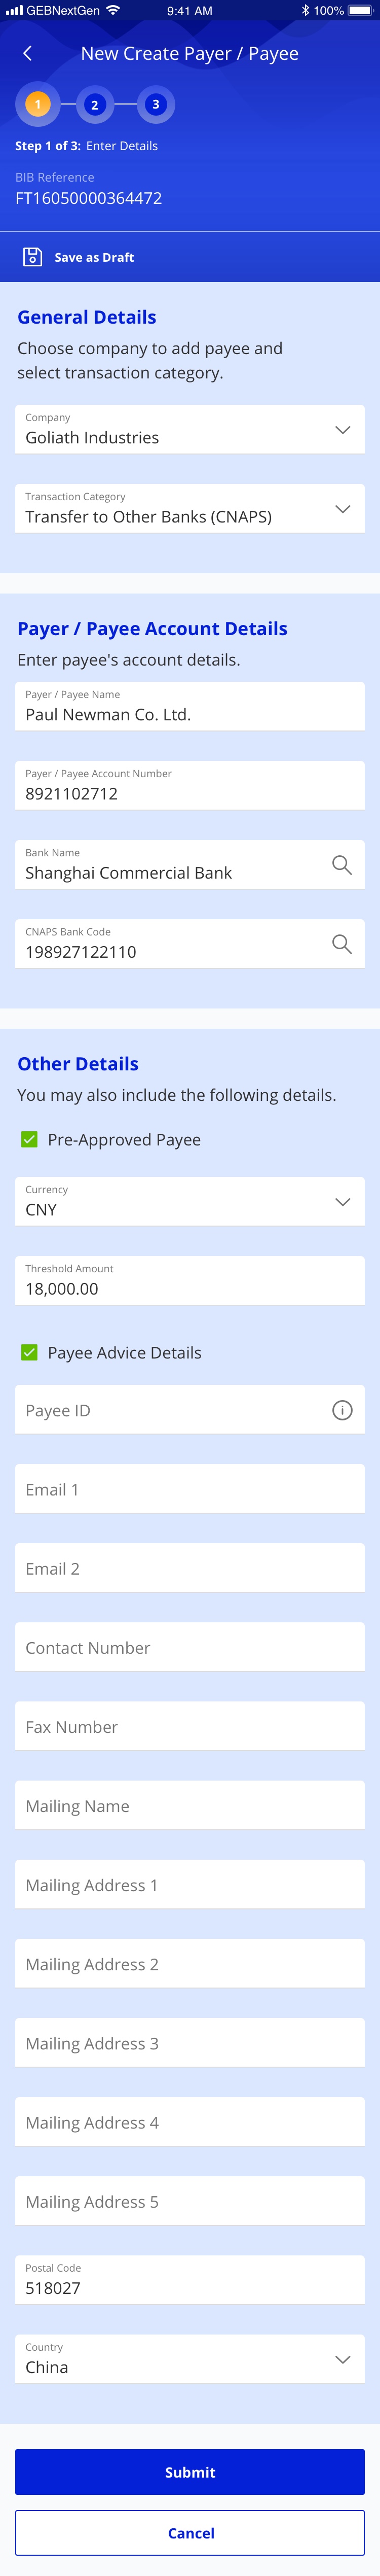 GEBNextGen
9:41 AM
100%
New Create Payer / Payee
1
2
3
Step 1 of 3: Enter Details
BIB Reference
FT16050000364472
Save as Draft
General Details
Choose company to add payee and
select transaction category.
Company
Goliath Industries
Transaction Category
Transfer to Other Banks (CNAPS)
Payer / Payee Account Details
Enter payee's account details.
Payer / Payee Name
Paul Newman Co. Ltd.
Payer / Payee Account Number
8921102712
Bank Name
Shanghai Commercial Bank
CNAPS Bank Code
198927122110
Other Details
You may also include the following details.
Pre-Approved Payee
Currency
CNY
Threshold Amount
18,000.00
Payee Advice Details
Payee ID
Email 1
Email 2
Contact Number
Fax Number
Mailing Name
Mailing Address 1
Mailing Address 2
Mailing Address 3
Mailing Address 4
Mailing Address 5
Postal Code
518027
Country
China
Submit
Cancel